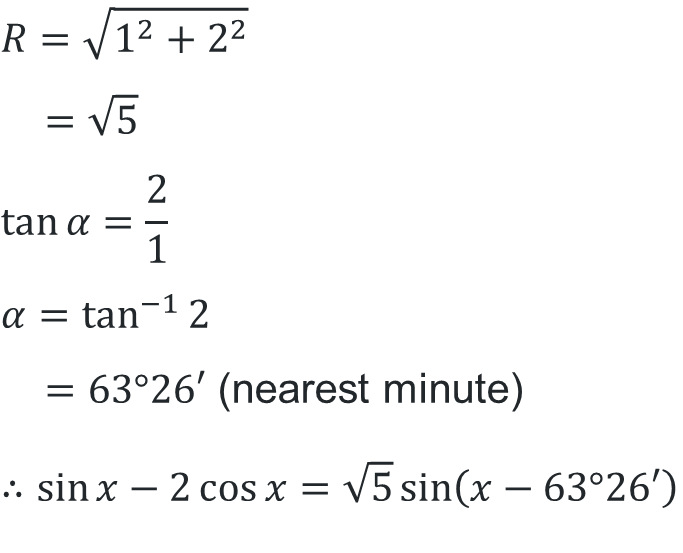 R = √(1² + 2²)
= √5
tan α = 2/1
α = tan⁻¹ 2
= 63°26′ (nearest minute)
∴ sin x − 2 cos x = √5 sin(x − 63°26′)